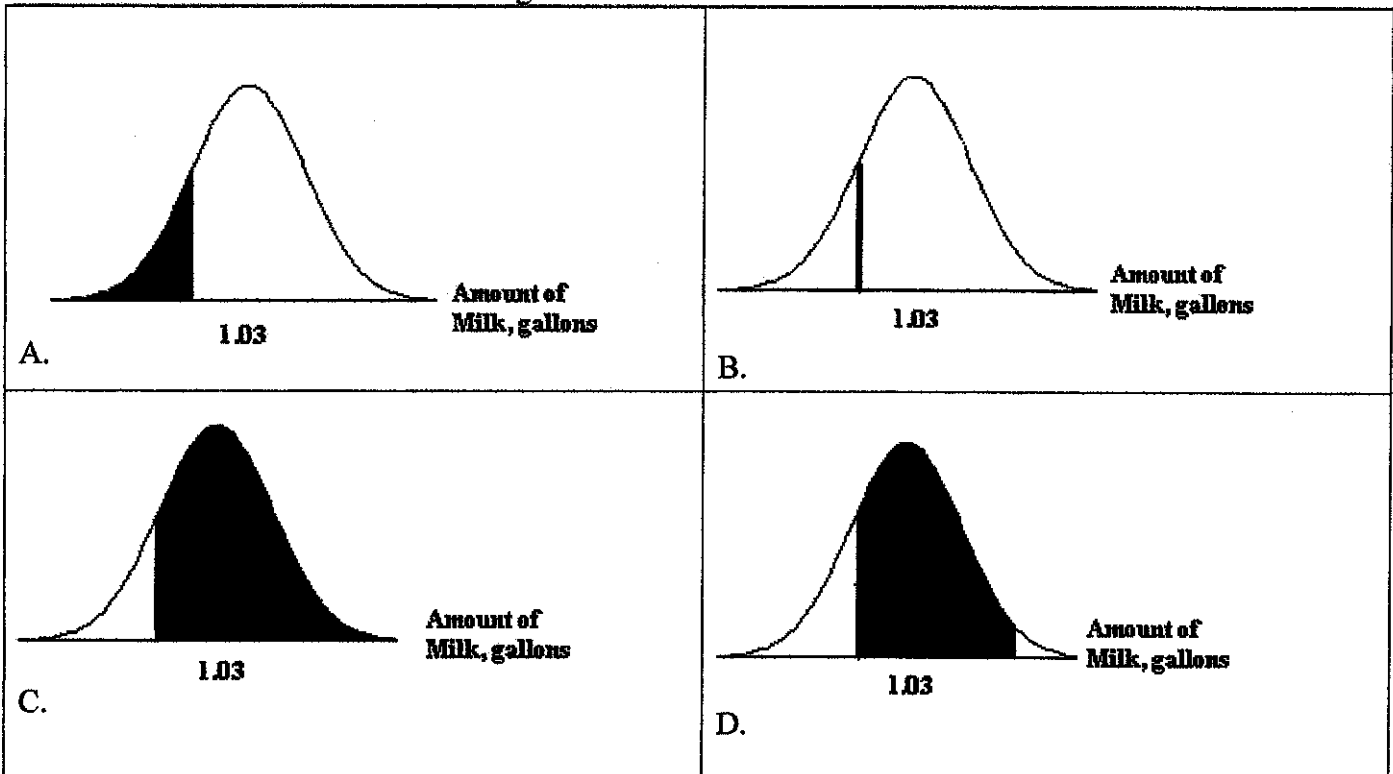 Amount of
Milk, gallons
1.03
A.
Amount of
Milk, gallons
1.03
B.
Amount of
Milk, gallons
1.03
C.
Amount of
Milk, gallons
1.03
D.